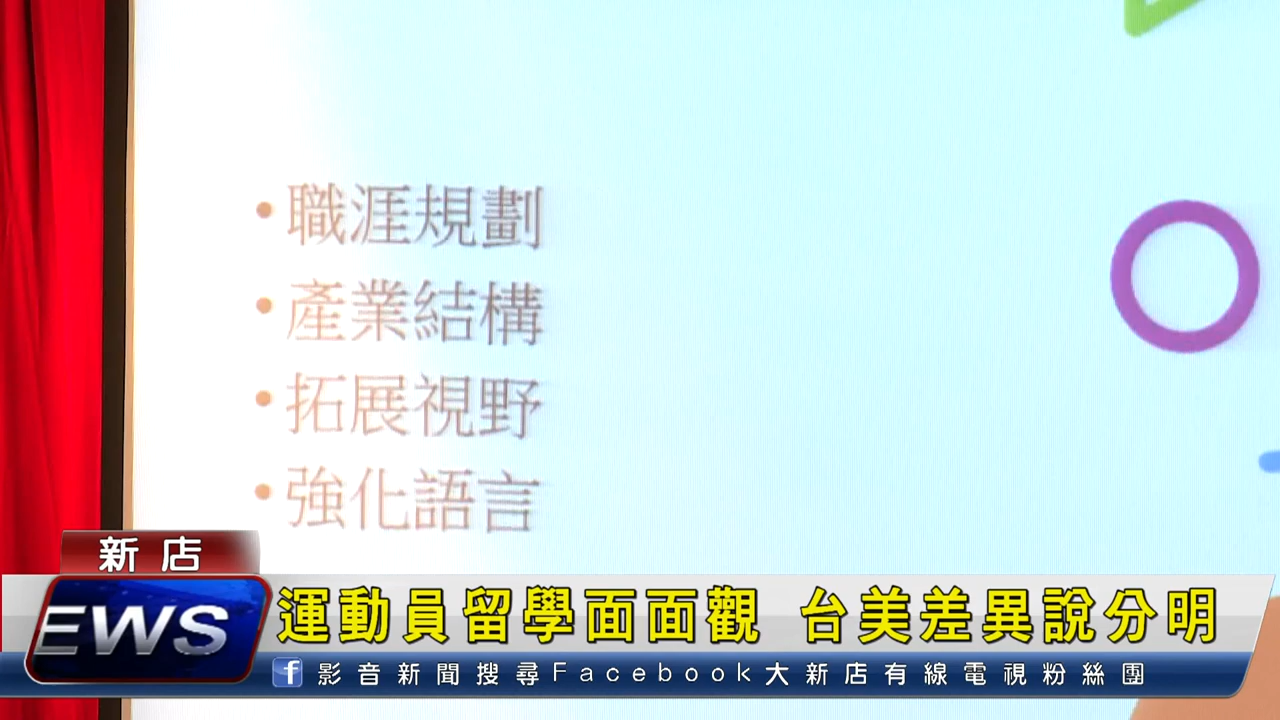 • 職涯規劃
• 產業結構
• 拓展視野
• 強化語言
新店
EWS
運動員留學面面觀 台美差異說分明
f 影音新聞搜尋Facebook大新店有線電視粉絲團